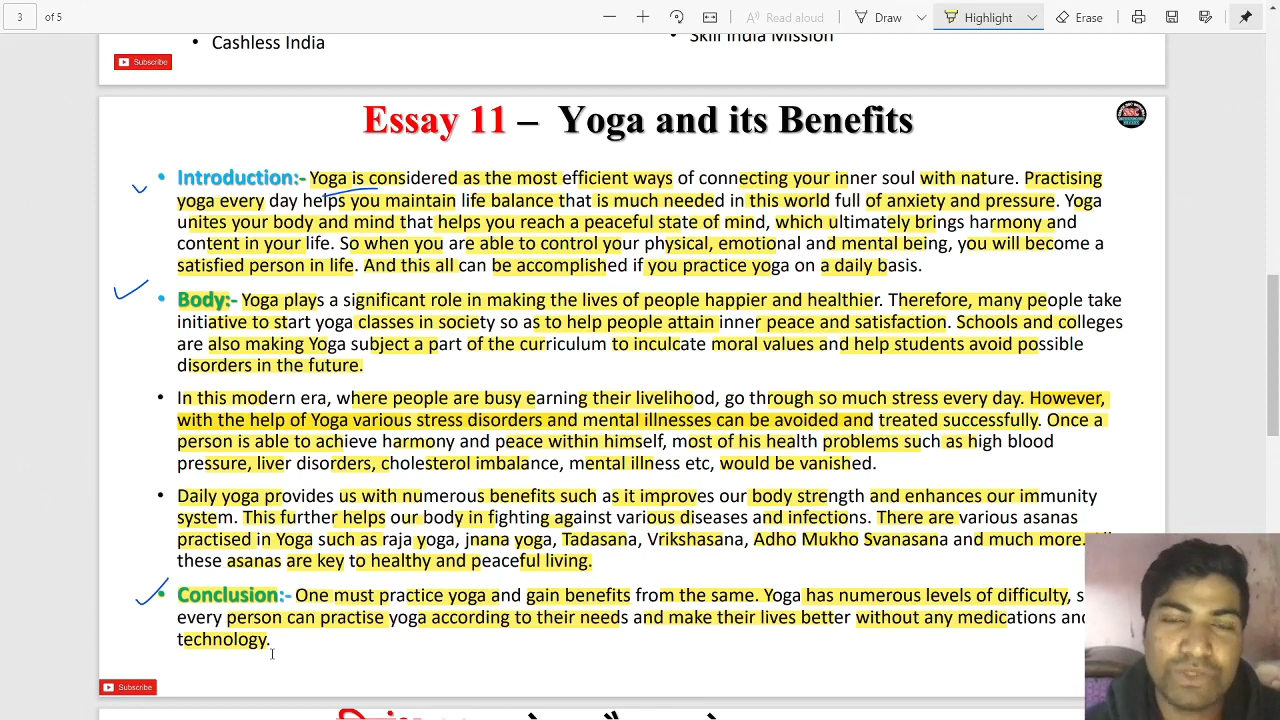 3 of 5 Read aloud Draw Highlight Erase
• Cashless India • Skill India Mission
Subscribe
Essay 11 – Yoga and its Benefits
SSC
• Introduction:- Yoga is considered as the most efficient ways of connecting your inner soul with nature. Practising
yoga every day helps you maintain life balance that is much needed in this world full of anxiety and pressure. Yoga
unites your body and mind that helps you reach a peaceful state of mind, which ultimately brings harmony and
content in your life. So when you are able to control your physical, emotional and mental being, you will become a
satisfied person in life. And this all can be accomplished if you practice yoga on a daily basis.
• Body:- Yoga plays a significant role in making the lives of people happier and healthier. Therefore, many people take
initiative to start yoga classes in society so as to help people attain inner peace and satisfaction. Schools and colleges
are also making Yoga subject a part of the curriculum to inculcate moral values and help students avoid possible
disorders in the future.
• In this modern era, where people are busy earning their livelihood, go through so much stress every day. However,
with the help of Yoga various stress disorders and mental illnesses can be avoided and treated successfully. Once a
person is able to achieve harmony and peace within himself, most of his health problems such as high blood
pressure, liver disorders, cholesterol imbalance, mental illness etc, would be vanished.
• Daily yoga provides us with numerous benefits such as it improves our body strength and enhances our immunity
system. This further helps our body in fighting against various diseases and infections. There are various asanas
practised in Yoga such as raja yoga, jnana yoga, Tadasana, Vrikshasana, Adho Mukho Svanasana and much more.
these asanas are key to healthy and peaceful living.
• Conclusion:- One must practice yoga and gain benefits from the same. Yoga has numerous levels of difficulty,
every person can practise yoga according to their needs and make their lives better without any medications
technology.
Subscribe